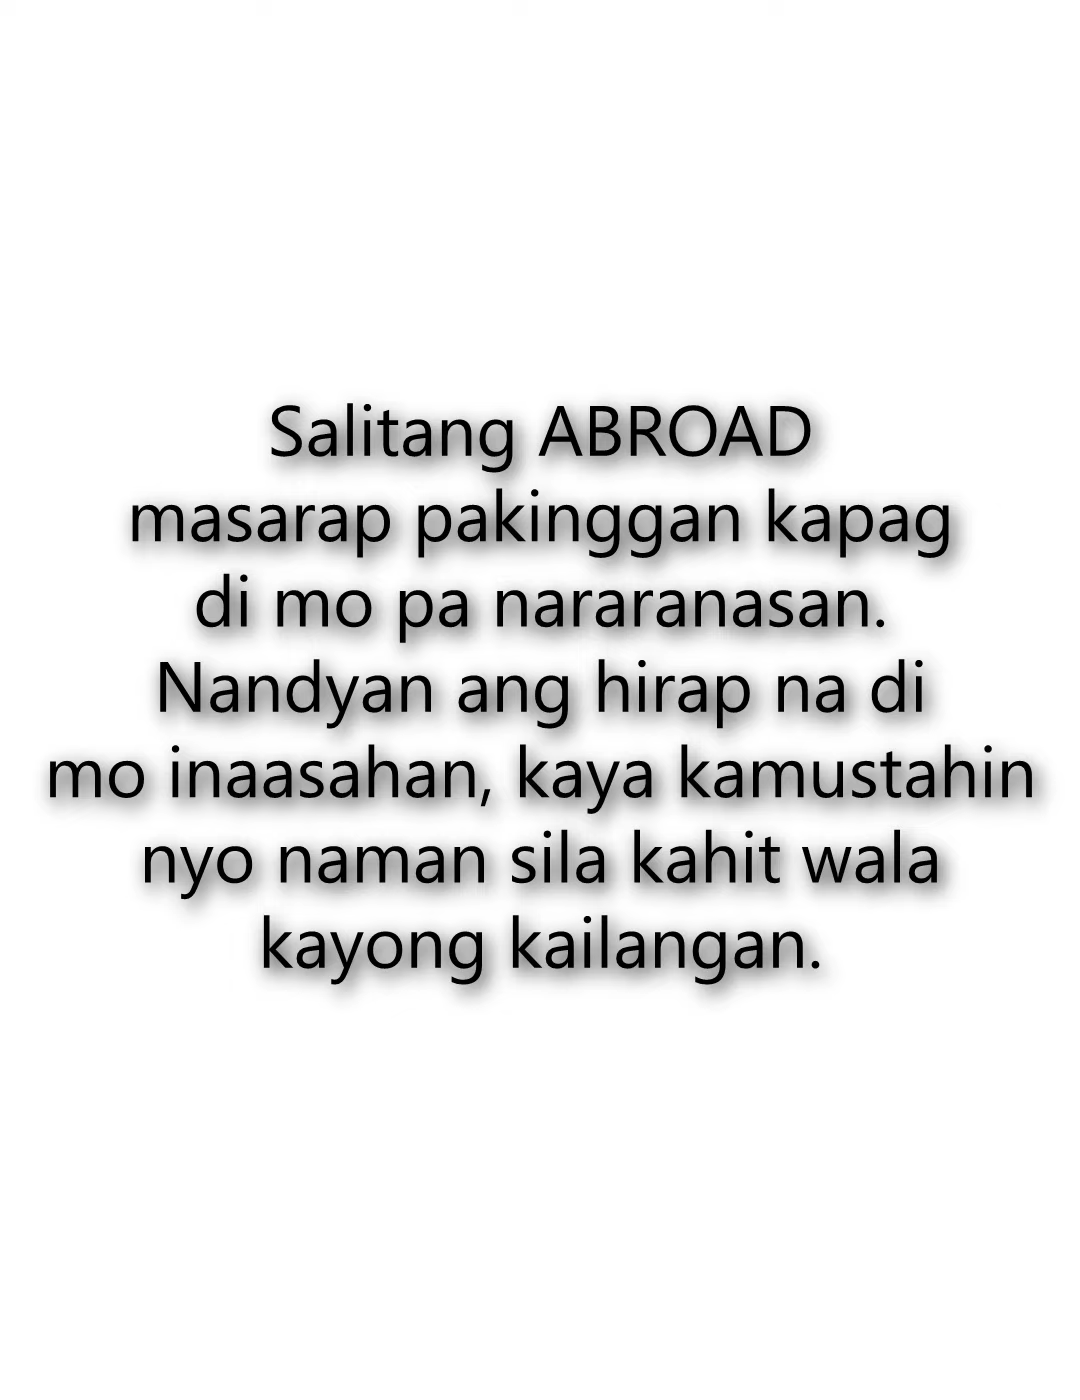 Salitang ABROAD
masarap pakinggan kapag
di mo pa nararanasan.
Nandyan ang hirap na di
mo inaasahan, kaya kamustahin
nyo naman sila kahit wala
kayong kailangan.